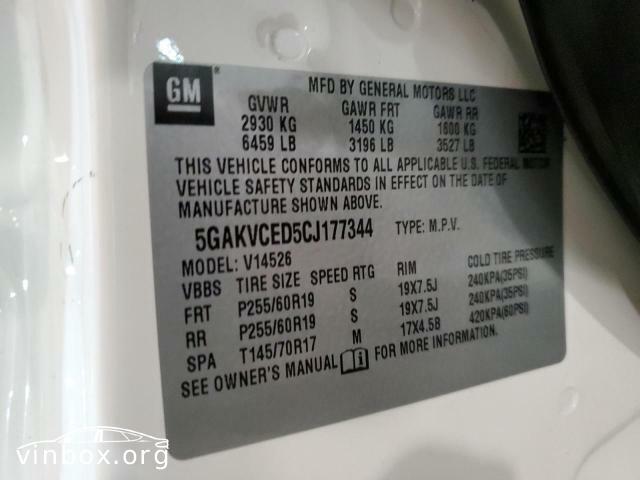 GM
MFD BY GENERAL MOTORS LLC
GVWR GAWR FRT GAWR RR
2930 KG 1450 KG 1600 KG
6459 LB 3196 LB 3527 LB
THIS VEHICLE CONFORMS TO ALL APPLICABLE U.S. FEDERAL MOTOR
VEHICLE SAFETY STANDARDS IN EFFECT ON THE DATE OF
MANUFACTURE SHOWN ABOVE.
5GAKVCED5CJ177344 TYPE: M.P.V.
MODEL: V14526
VBBS TIRE SIZE SPEED RTG RIM COLD TIRE PRESSURE
FRT P255/60R19 S 19X7.5J 240KPA(35PSI)
RR P255/60R19 S 19X7.5J 240KPA(35PSI)
SPA T145/70R17 M 17X4.5B 420KPA(60PSI)
SEE OWNER'S MANUAL FOR MORE INFORMATION.
vinbox.org